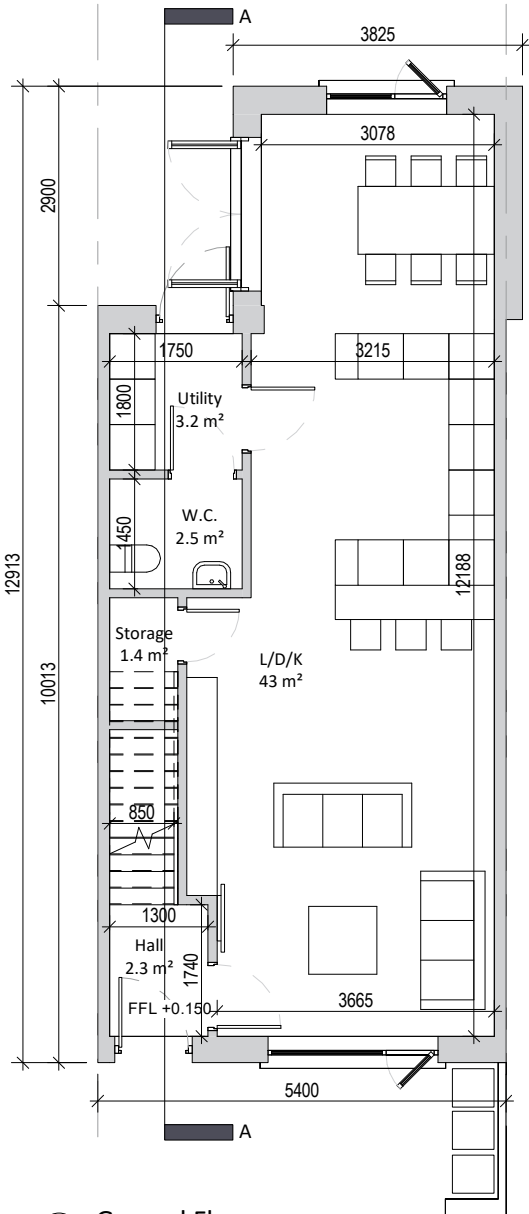 A
3825
3078
2900
1750
3215
Utility
3.2 m²
1800
W.C.
2.5 m²
1450
12188
12913
Storage
1.4 m²
L/D/K
43 m²
10013
850
1300
Hall
2.3 m²
1740
FFL +0.150
3665
5400
A